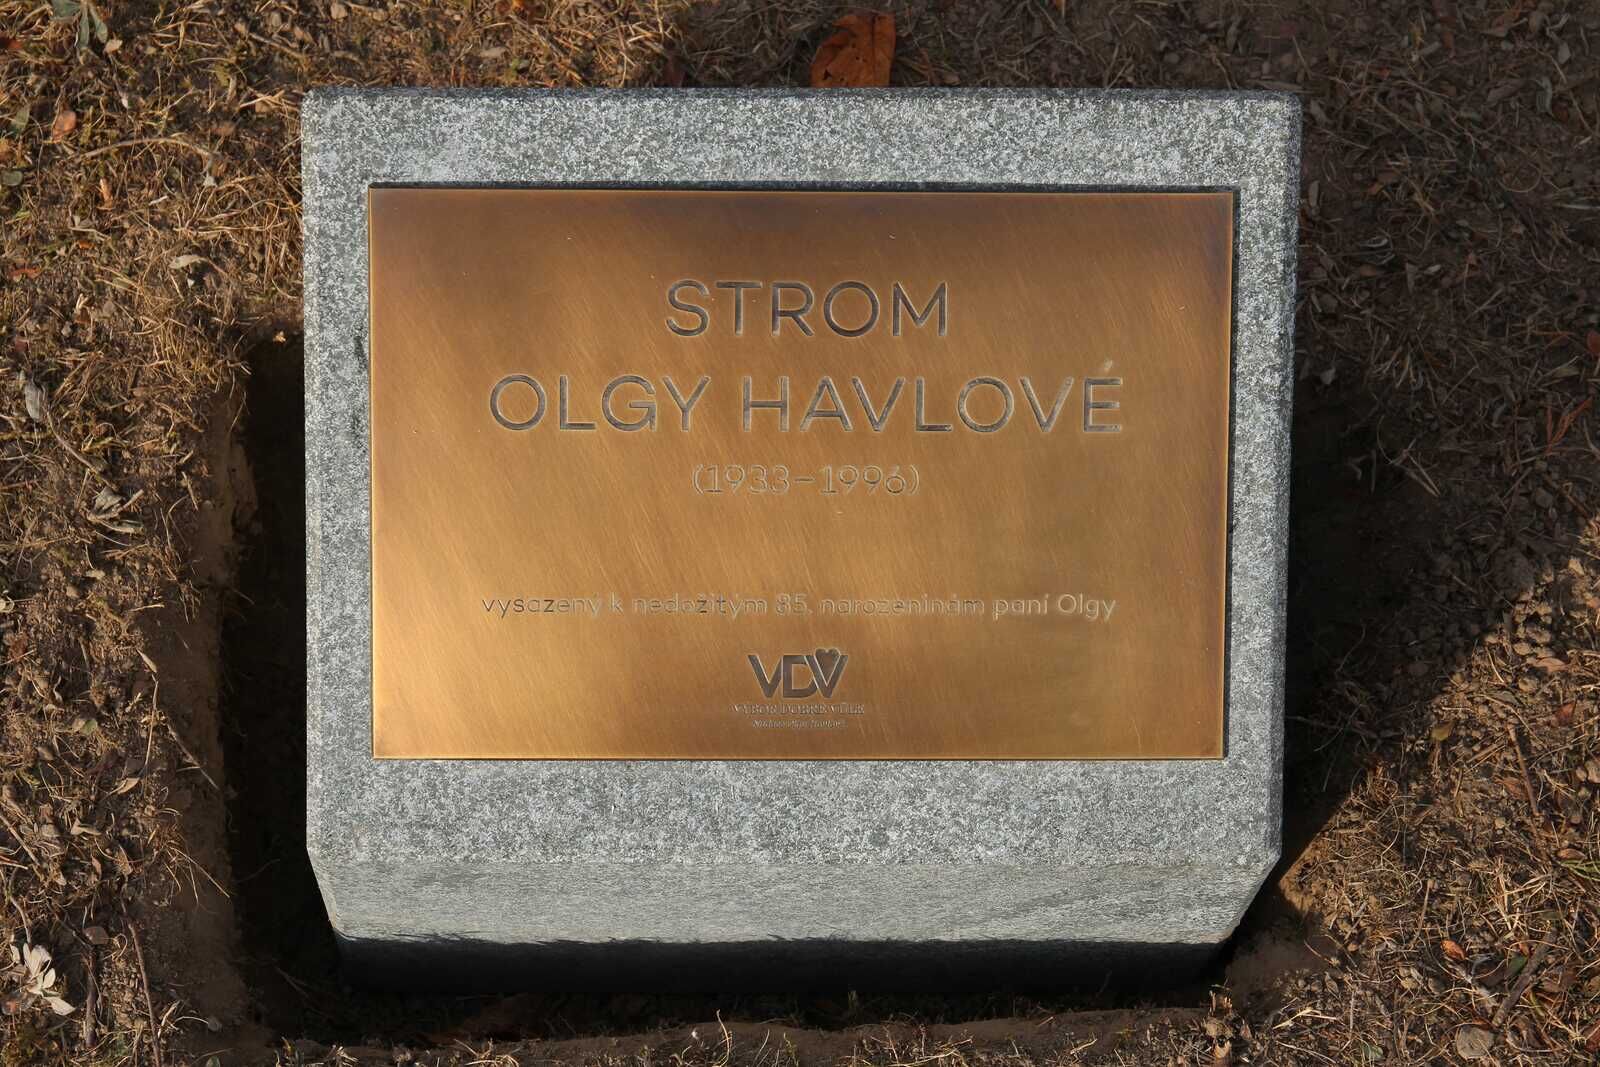 STROM
OLGY HAVLOVÉ
(1933–1996)
vysazený k nedožitým 85. narozeninám paní Olgy
VDV
VÝBOR DOBRÉ VŮLE